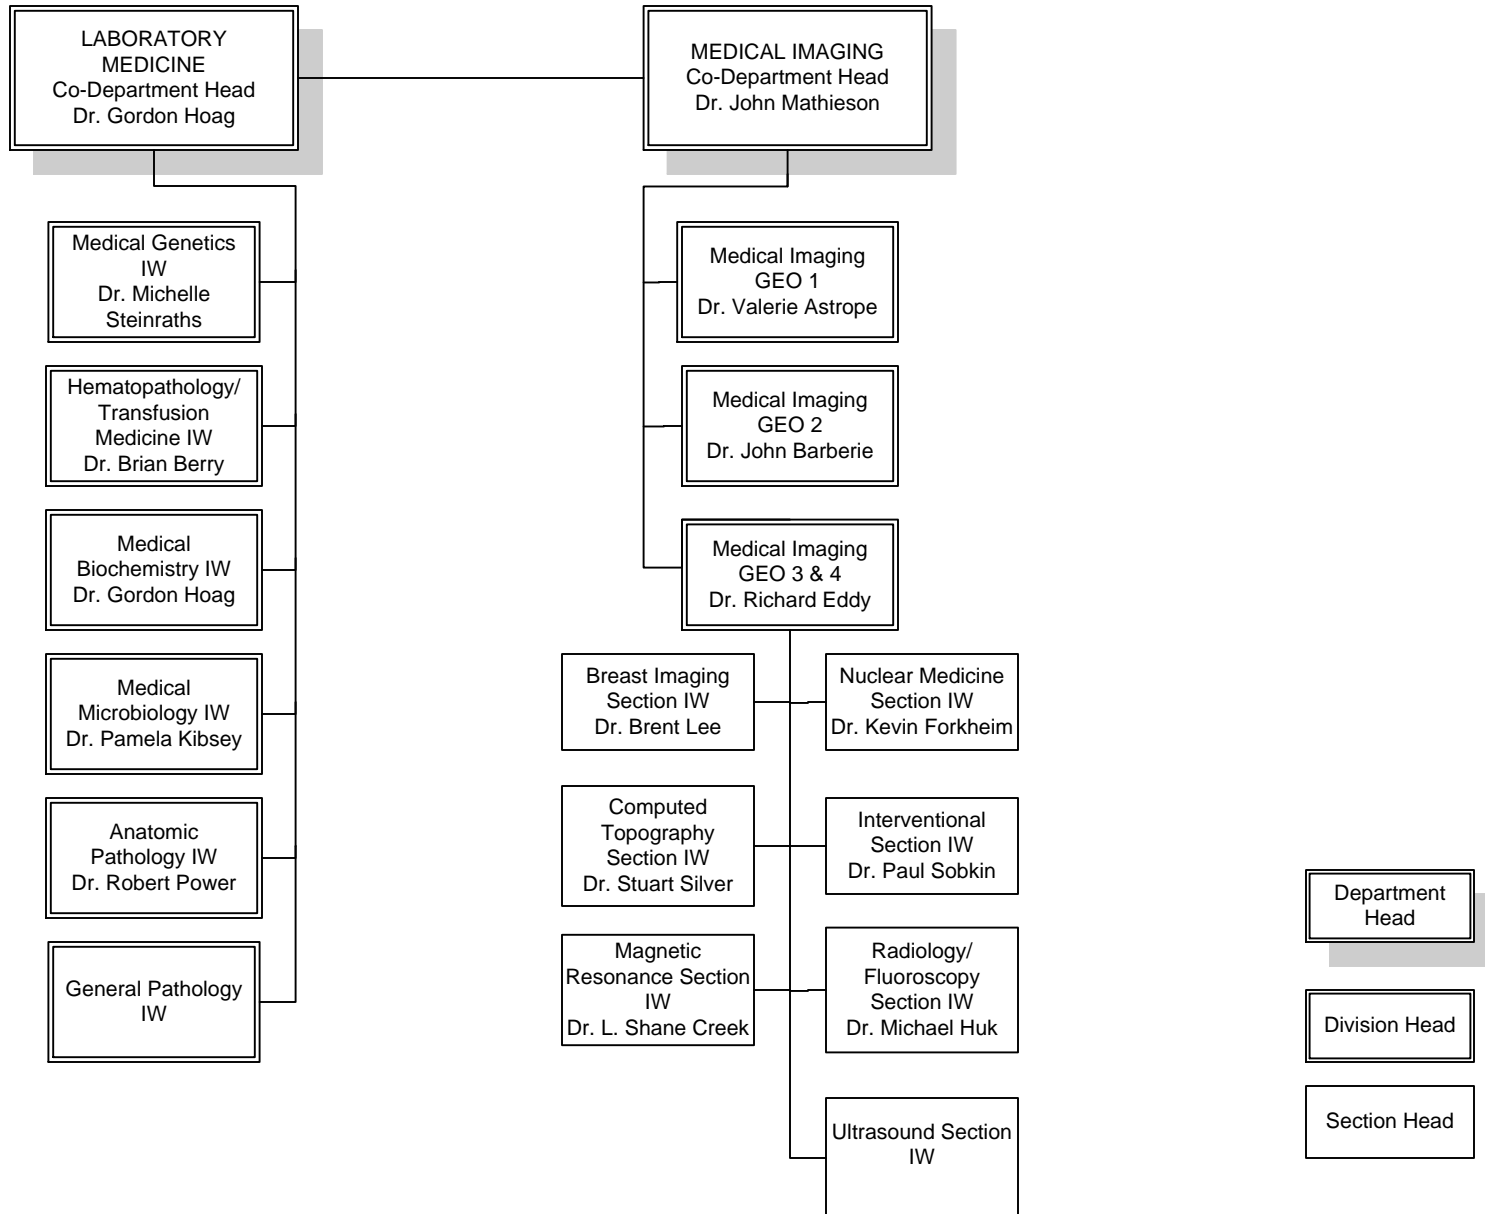 LABORATORY
MEDICINE
Co-Department Head
Dr. Gordon Hoag
MEDICAL IMAGING
Co-Department Head
Dr. John Mathieson
Medical Genetics
IW
Dr. Michelle
Steinraths
Hematopathology/
Transfusion
Medicine IW
Dr. Brian Berry
Medical
Biochemistry IW
Dr. Gordon Hoag
Medical
Microbiology IW
Dr. Pamela Kibsey
Anatomic
Pathology IW
Dr. Robert Power
General Pathology
IW
Medical Imaging
GEO 1
Dr. Valerie Astrope
Medical Imaging
GEO 2
Dr. John Barberie
Medical Imaging
GEO 3 & 4
Dr. Richard Eddy
Breast Imaging
Section IW
Dr. Brent Lee
Nuclear Medicine
Section IW
Dr. Kevin Forkheim
Computed
Topography
Section IW
Dr. Stuart Silver
Interventional
Section IW
Dr. Paul Sobkin
Magnetic
Resonance Section
IW
Dr. L. Shane Creek
Radiology/
Fluoroscopy
Section IW
Dr. Michael Huk
Ultrasound Section
IW
Department
Head
Division Head
Section Head